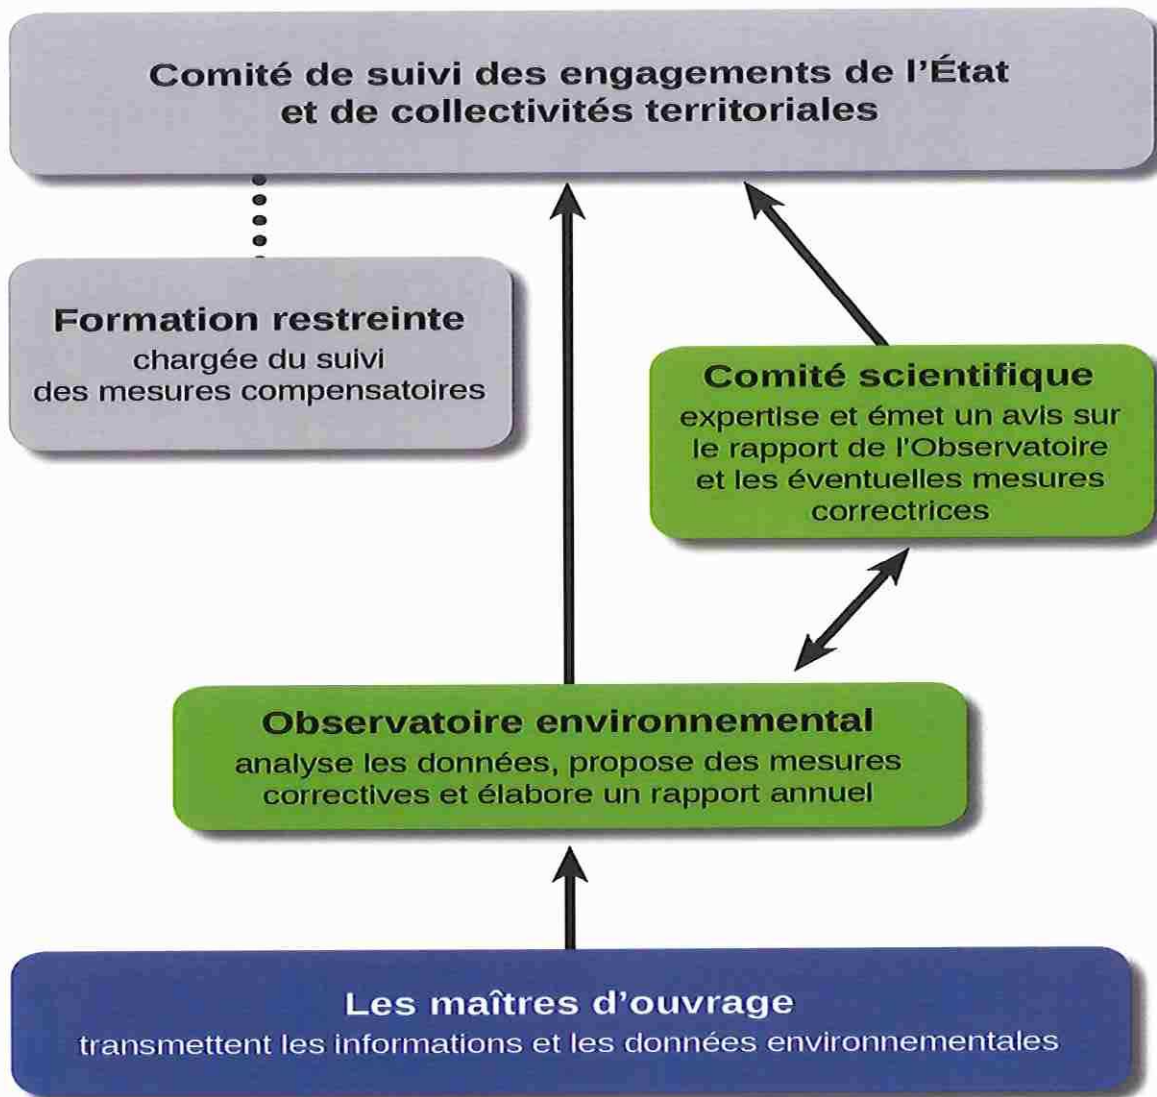 Comité de suivi des engagements de l'État
et de collectivités territoriales
Formation restreinte
chargée du suivi
des mesures compensatoires
Comité scientifique
expertise et émet un avis sur
le rapport de l'Observatoire
et les éventuelles mesures
correctrices
Observatoire environnemental
analyse les données, propose des mesures
correctives et élabore un rapport annuel
Les maîtres d'ouvrage
transmettent les informations et les données environnementales